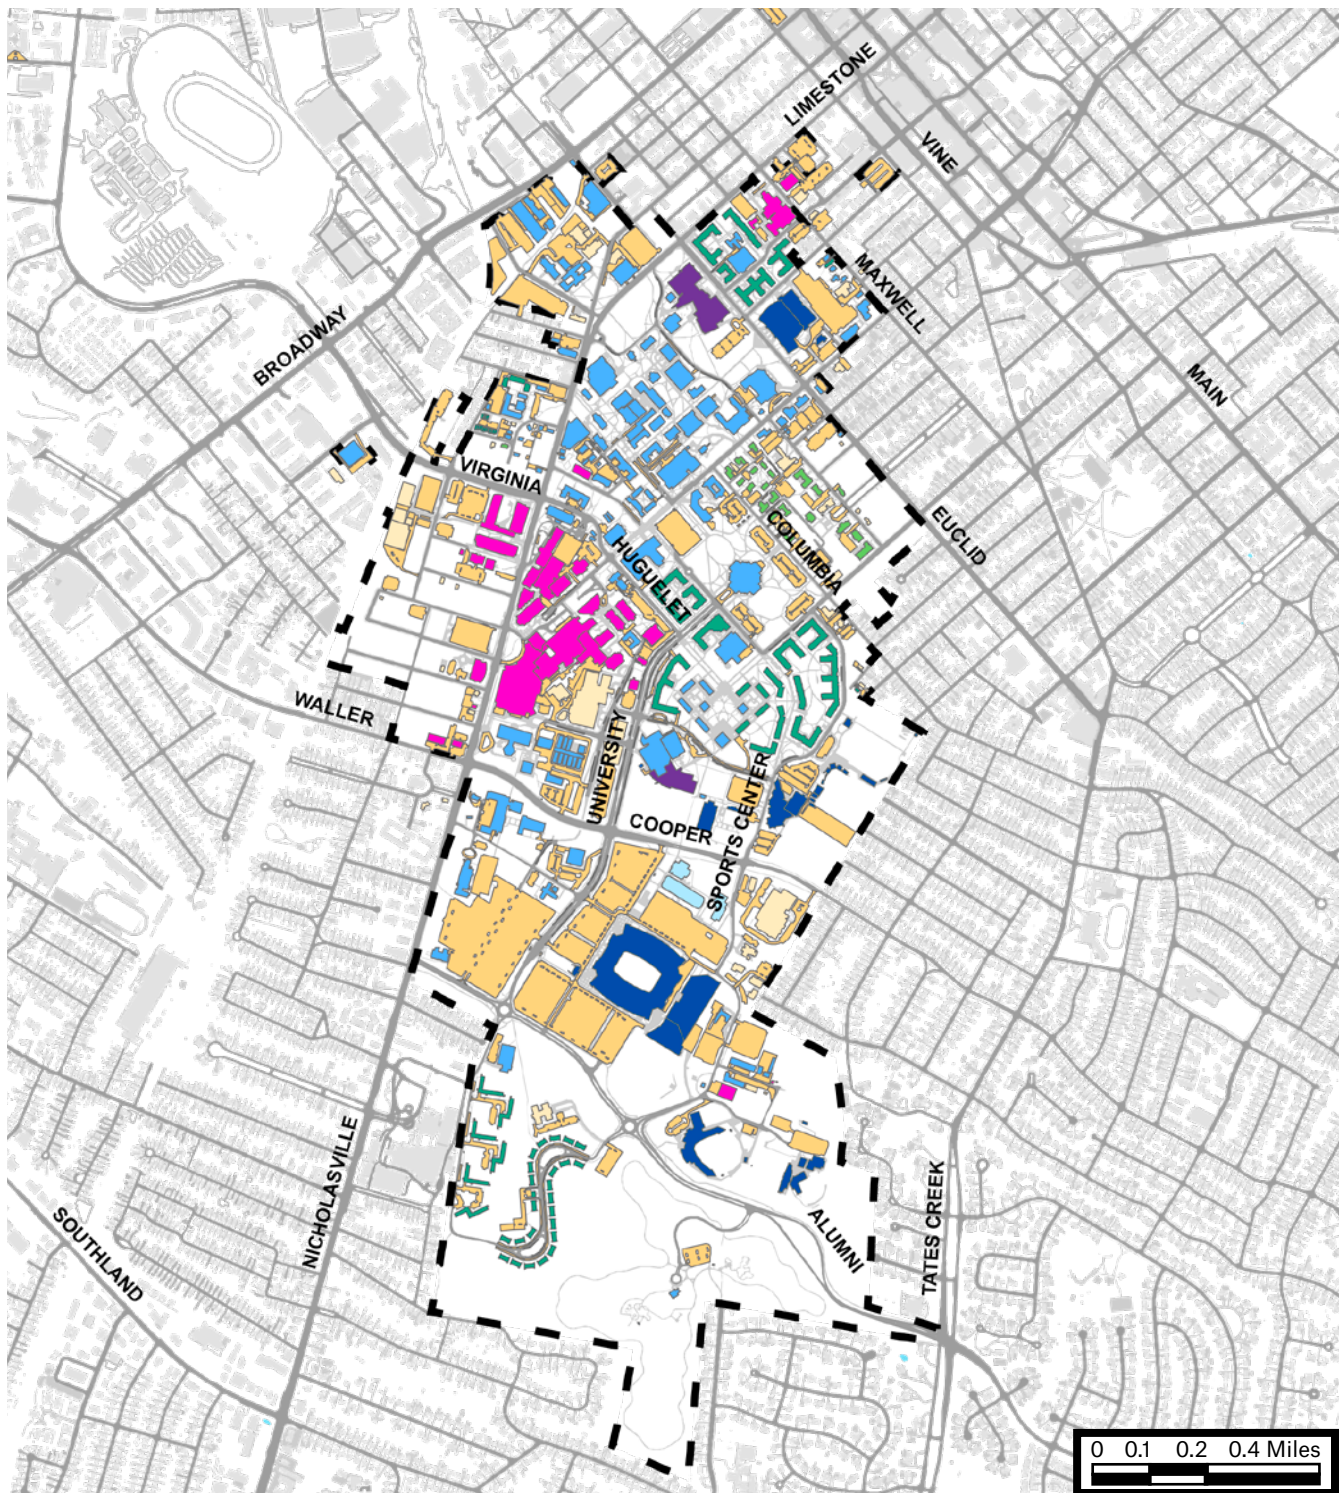 LIMESTONE
VINE
MAXWELL
BROADWAY
MAIN
VIRGINIA
EUCLID
COLUMBIA
HUGUELET
WALLER
UNIVERSITY
COOPER
SPORTS CENTER
NICHOLASVILLE
SOUTHLAND
ALUMNI
TATES CREEK
0 0.1 0.2 0.4 Miles